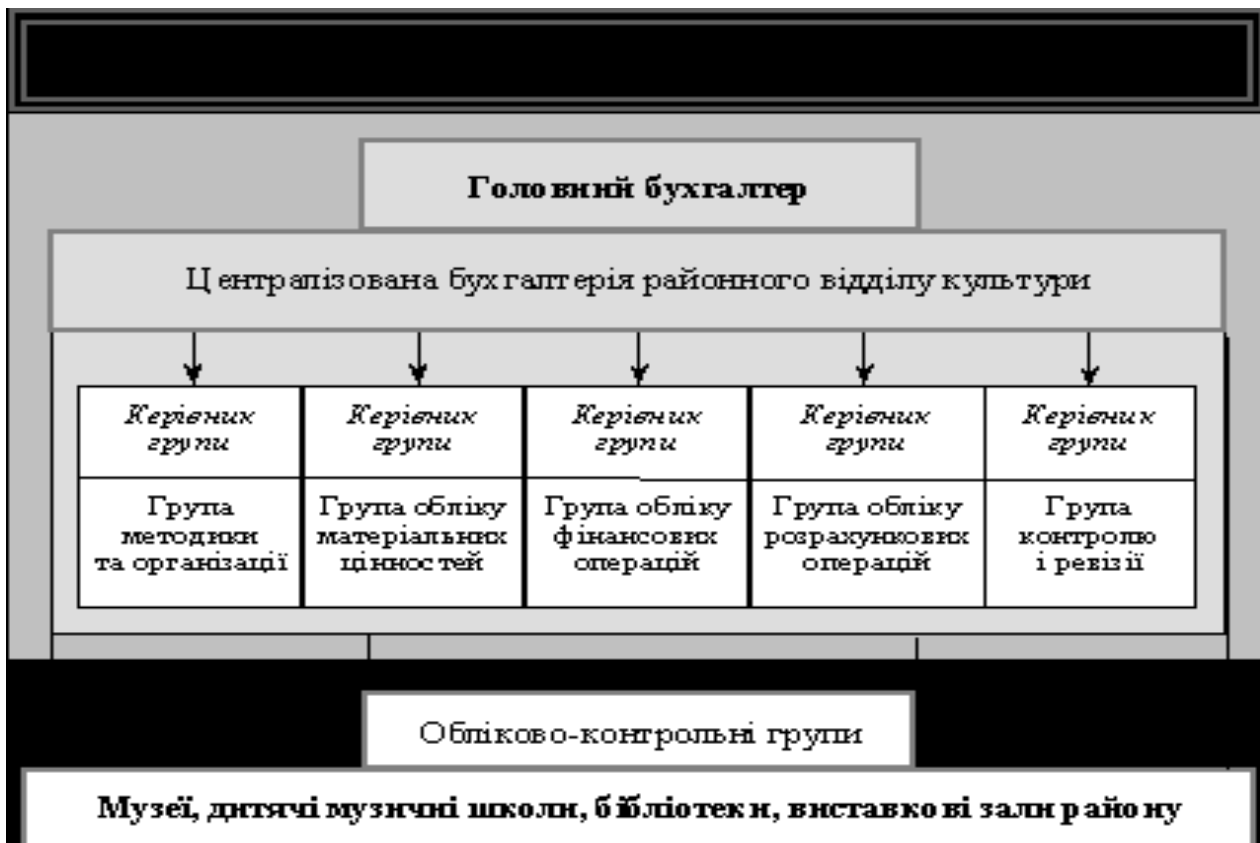 Головний бухгалтер
Централізована бухгалтерія районного відділу культури
Керівник
групи
Керівник
групи
Керівник
групи
Керівник
групи
Керівник
групи
Група
методики
та організації
Група обліку
матеріальних
цінностей
Група обліку
фінансових
операцій
Група обліку
розрахункових
операцій
Група
контролю
і ревізії
Обліково-контрольні групи
Музеї, дитячі музичні школи, бібліотеки, виставкові зали району